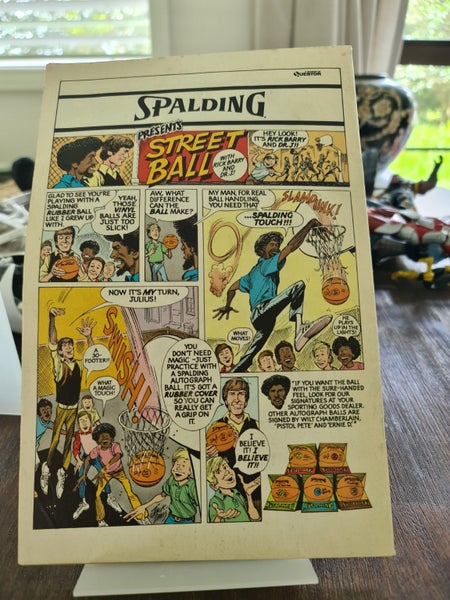 QUESTOR
SPALDING
PRESENTS
STREET
BALL
WITH
RICK BARRY
AND
DR. J!!
HEY LOOK!
IT'S RICK BARRY
AND DR. J!!
GLAD TO SEE YOU'RE
PLAYING WITH A
SPALDING
RUBBER BALL
LIKE I GREW UP
WITH.
YEAH,
THOSE
VINYL
BALLS ARE
JUST TOO
SLICK!
AW, WHAT
DIFFERENCE
CAN THE
BALL MAKE?
MY MAN, FOR REAL
BALL HANDLING,
YOU NEED THAT
...SPALDING
TOUCH!!!
SLAMDUNK!
WHAT
MOVES!
HE
PLAYS
UP IN THE
LIGHTS!
NOW IT'S MY TURN,
JULIUS!
A
30-
FOOTER!!
SWISH!
WHAT
A MAGIC
TOUCH!
YOU
DON'T NEED
MAGIC - JUST
PRACTICE WITH
A SPALDING
AUTOGRAPH
BALL. IT'S GOT A
RUBBER COVER
SO YOU CAN
REALLY GET
A GRIP ON
IT.
I
BELIEVE
IT! I
BELIEVE
IT!!
"IF YOU WANT THE BALL
WITH THE SURE-HANDED
FEEL, LOOK FOR OUR
SIGNATURES AT YOUR
SPORTING GOODS DEALER.
OTHER AUTOGRAPH BALLS ARE
SIGNED BY WILT CHAMBERLAIN,
"PISTOL PETE" AND "ERNIE D."